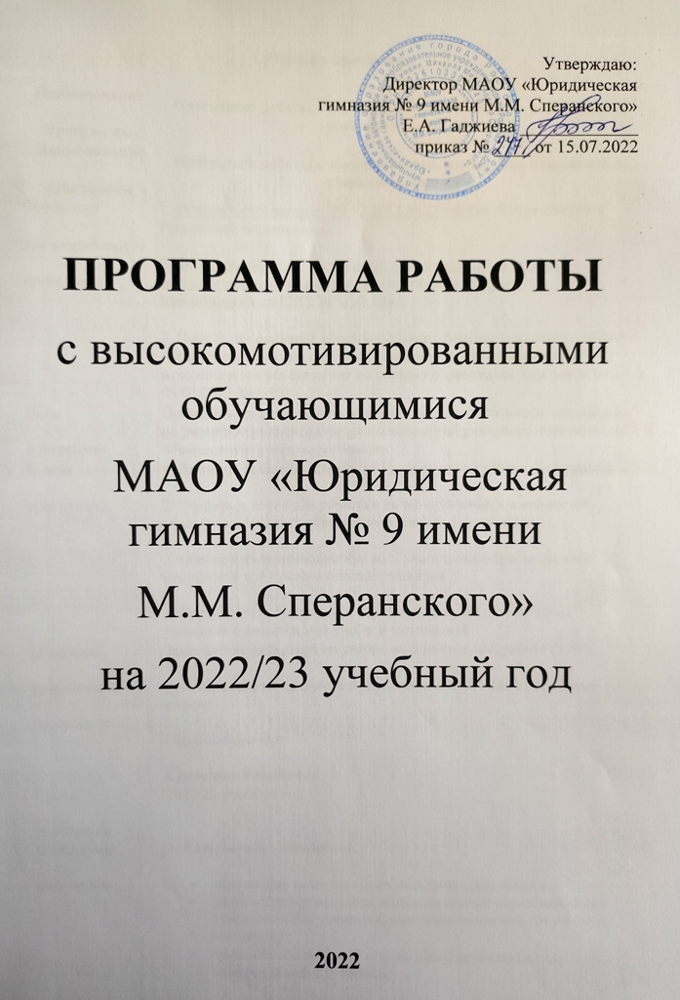 Утверждаю:
Директор МАОУ «Юридическая
гимназия № 9 имени М.М. Сперанского»
Е.А. Гаджиева
приказ № 247 от 15.07.2022
ПРОГРАММА РАБОТЫ
с высокомотивированными
обучающимися
МАОУ «Юридическая
гимназия № 9 имени
М.М. Сперанского»
на 2022/23 учебный год
2022